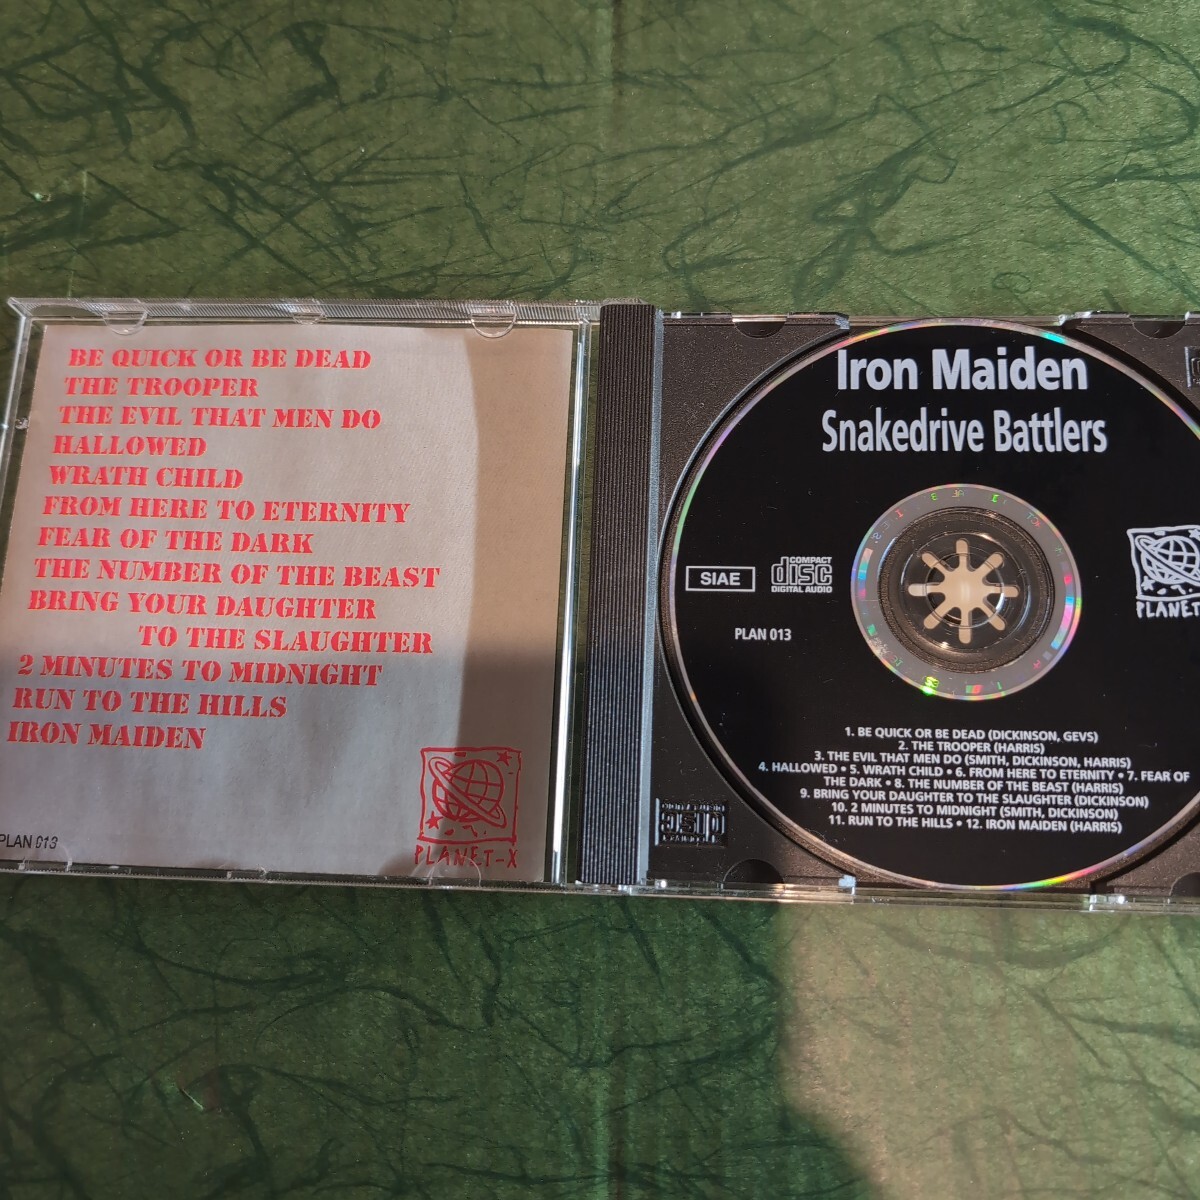 BE QUICK OR BE DEAD
THE TROOPER
THE EVIL THAT MEN DO
HALLOWED
WRATH CHILD
FROM HERE TO ETERNITY
FEAR OF THE DARK
THE NUMBER OF THE BEAST
BRING YOUR DAUGHTER
TO THE SLAUGHTER
2 MINUTES TO MIDNIGHT
RUN TO THE HILLS
IRON MAIDEN
PLAN 013
PLANET-X
Iron Maiden
Snakedrive Battlers
SIAE
COMPACT
disc
DIGITAL AUDIO
PLAN 013
PLANET-
1. BE QUICK OR BE DEAD (DICKINSON, GEVS)
2. THE TROOPER (HARRIS)
3. THE EVIL THAT MEN DO (SMITH, DICKINSON, HARRIS)
4. HALLOWED • 5. WRATH CHILD • 6. FROM HERE TO ETERNITY • 7. FEAR OF
THE DARK • 8. THE NUMBER OF THE BEAST (HARRIS)
9. BRING YOUR DAUGHTER TO THE SLAUGHTER (DICKINSON)
10. 2 MINUTES TO MIDNIGHT (SMITH, DICKINSON)
11. RUN TO THE HILLS • 12. IRON MAIDEN (HARRIS)